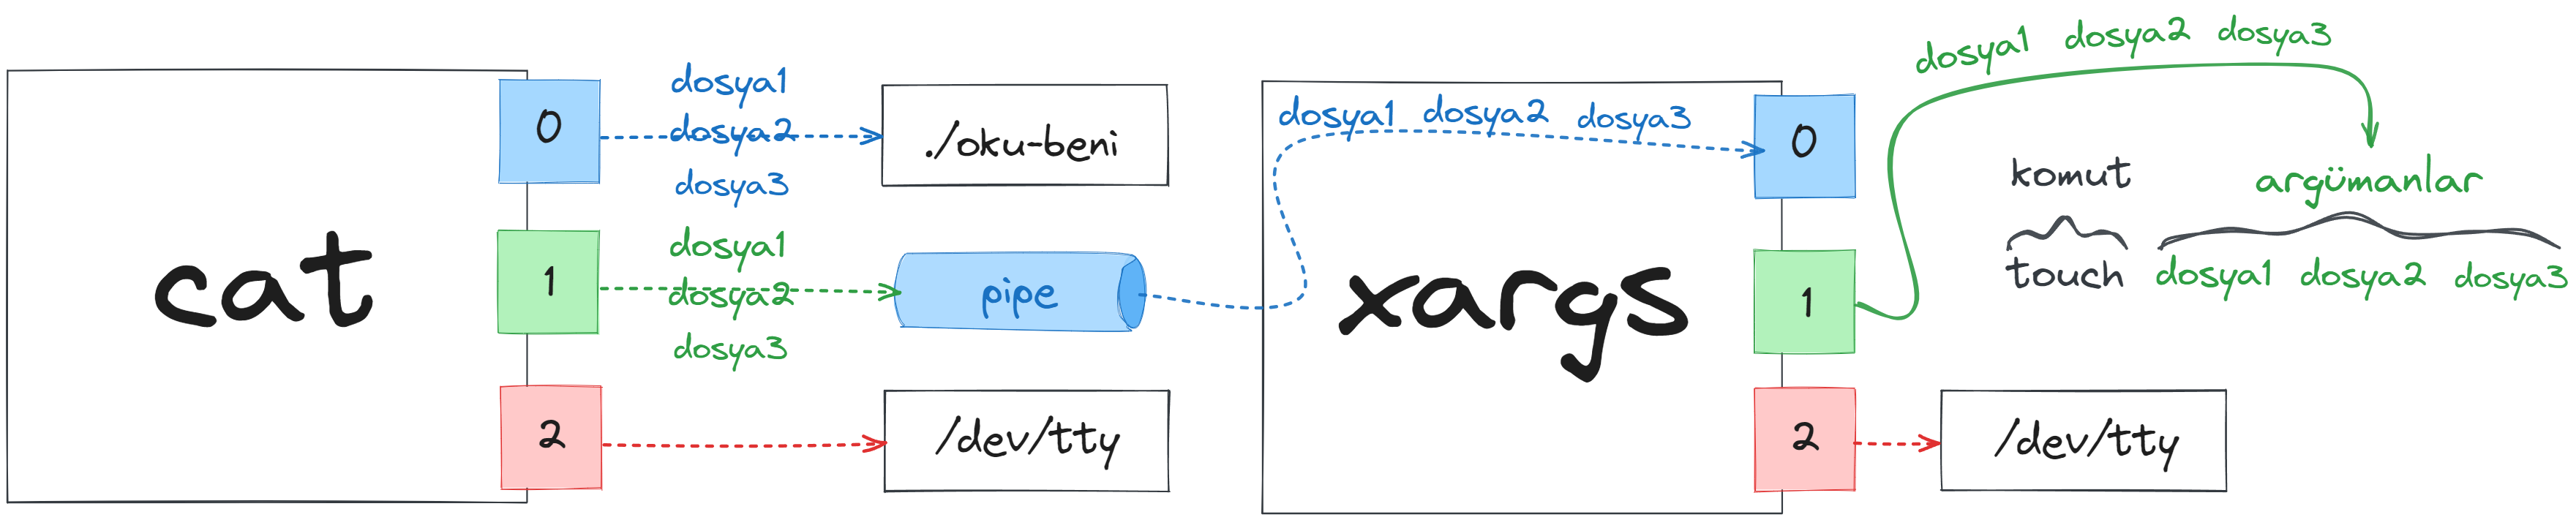 cat
0
dosya1
dosya2
dosya3
./oku-beni
1
dosya1
dosya2
dosya3
pipe
2
/dev/tty
xargs
dosya1 dosya2 dosya3
0
1
dosya1 dosya2 dosya3
komut argümanlar
touch dosya1 dosya2 dosya3
2
/dev/tty